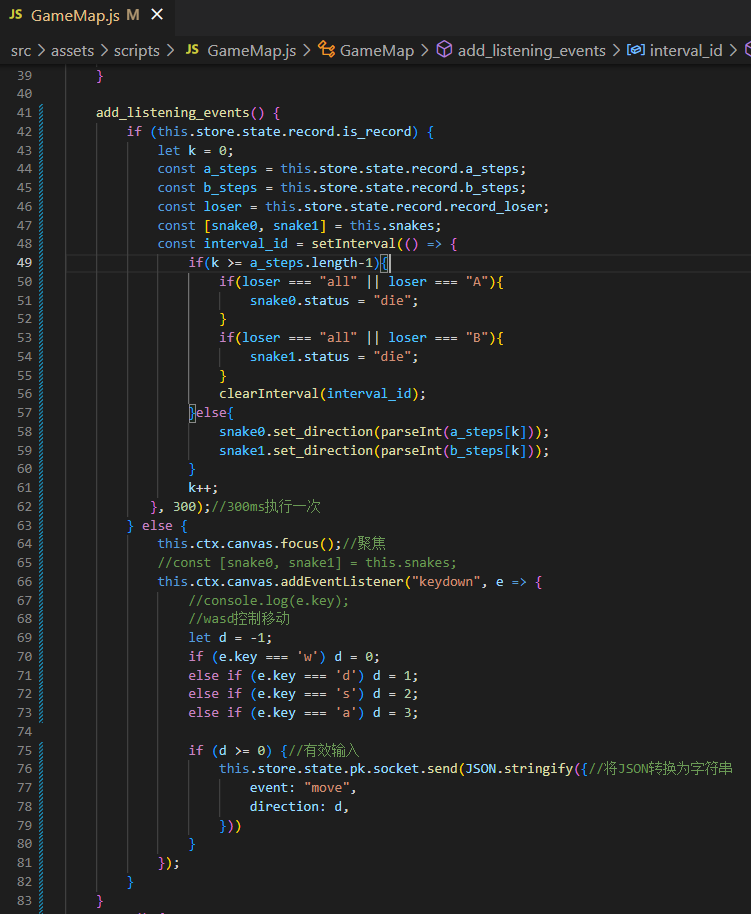 JS GameMap.js M ×
src > assets > scripts > JS GameMap.js > GameMap > add_listening_events > interval_id >
39         }
40
41         add_listening_events() {
42             if (this.store.state.record.is_record) {
43                 let k = 0;
44                 const a_steps = this.store.state.record.a_steps;
45                 const b_steps = this.store.state.record.b_steps;
46                 const loser = this.store.state.record.record_loser;
47                 const [snake0, snake1] = this.snakes;
48                 const interval_id = setInterval(() => {
49                     if(k >= a_steps.length-1){
50                         if(loser === "all" || loser === "A"){
51                             snake0.status = "die";
52                         }
53                         if(loser === "all" || loser === "B"){
54                             snake1.status = "die";
55                         }
56                         clearInterval(interval_id);
57                     }else{
58                         snake0.set_direction(parseInt(a_steps[k]));
59                         snake1.set_direction(parseInt(b_steps[k]));
60                     }
61                     k++;
62                }, 300);//300ms执行一次
63             } else {
64                 this.ctx.canvas.focus();//聚焦
65                 //const [snake0, snake1] = this.snakes;
66                 this.ctx.canvas.addEventListener("keydown", e => {
67                     //console.log(e.key);
68                     //wasd控制移动
69                     let d = -1;
70                     if (e.key === 'w') d = 0;
71                     else if (e.key === 'd') d = 1;
72                     else if (e.key === 's') d = 2;
73                     else if (e.key === 'a') d = 3;
74
75                     if (d >= 0) {//有效输入
76                         this.store.state.pk.socket.send(JSON.stringify({//将JSON转换为字符串
77                             event: "move",
78                             direction: d,
79                         }))
80                     }
81                 });
82             }
83         }